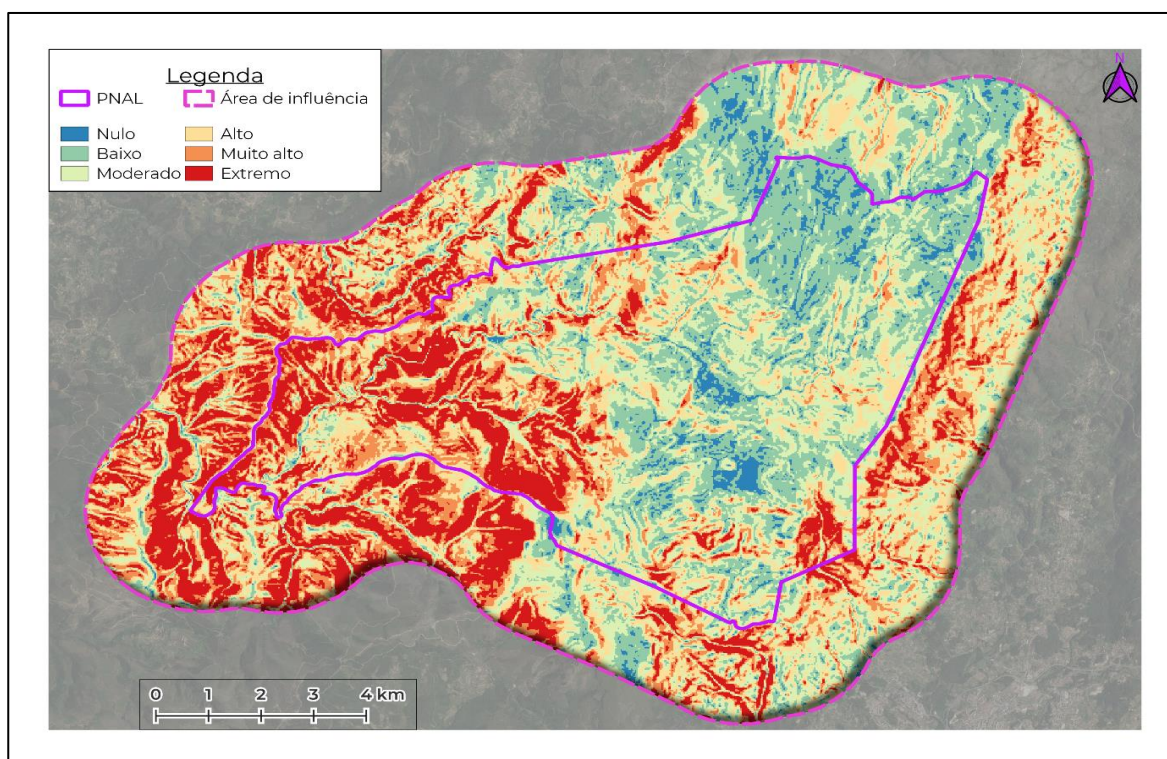 Legenda
PNAL Área de influência
Nulo Alto
Baixo Muito alto
Moderado Extremo
N
0 1 2 3 4 km